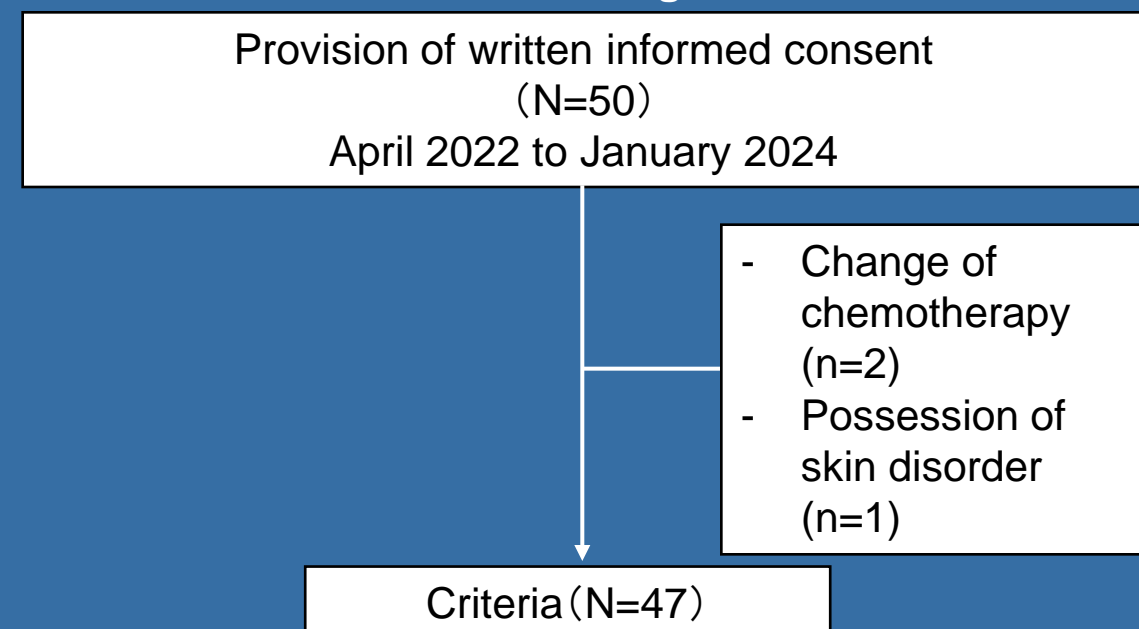 Provision of written informed consent
（N=50）
April 2022 to January 2024
- Change of
chemotherapy
(n=2)
- Possession of
skin disorder
(n=1)
Criteria（N=47）